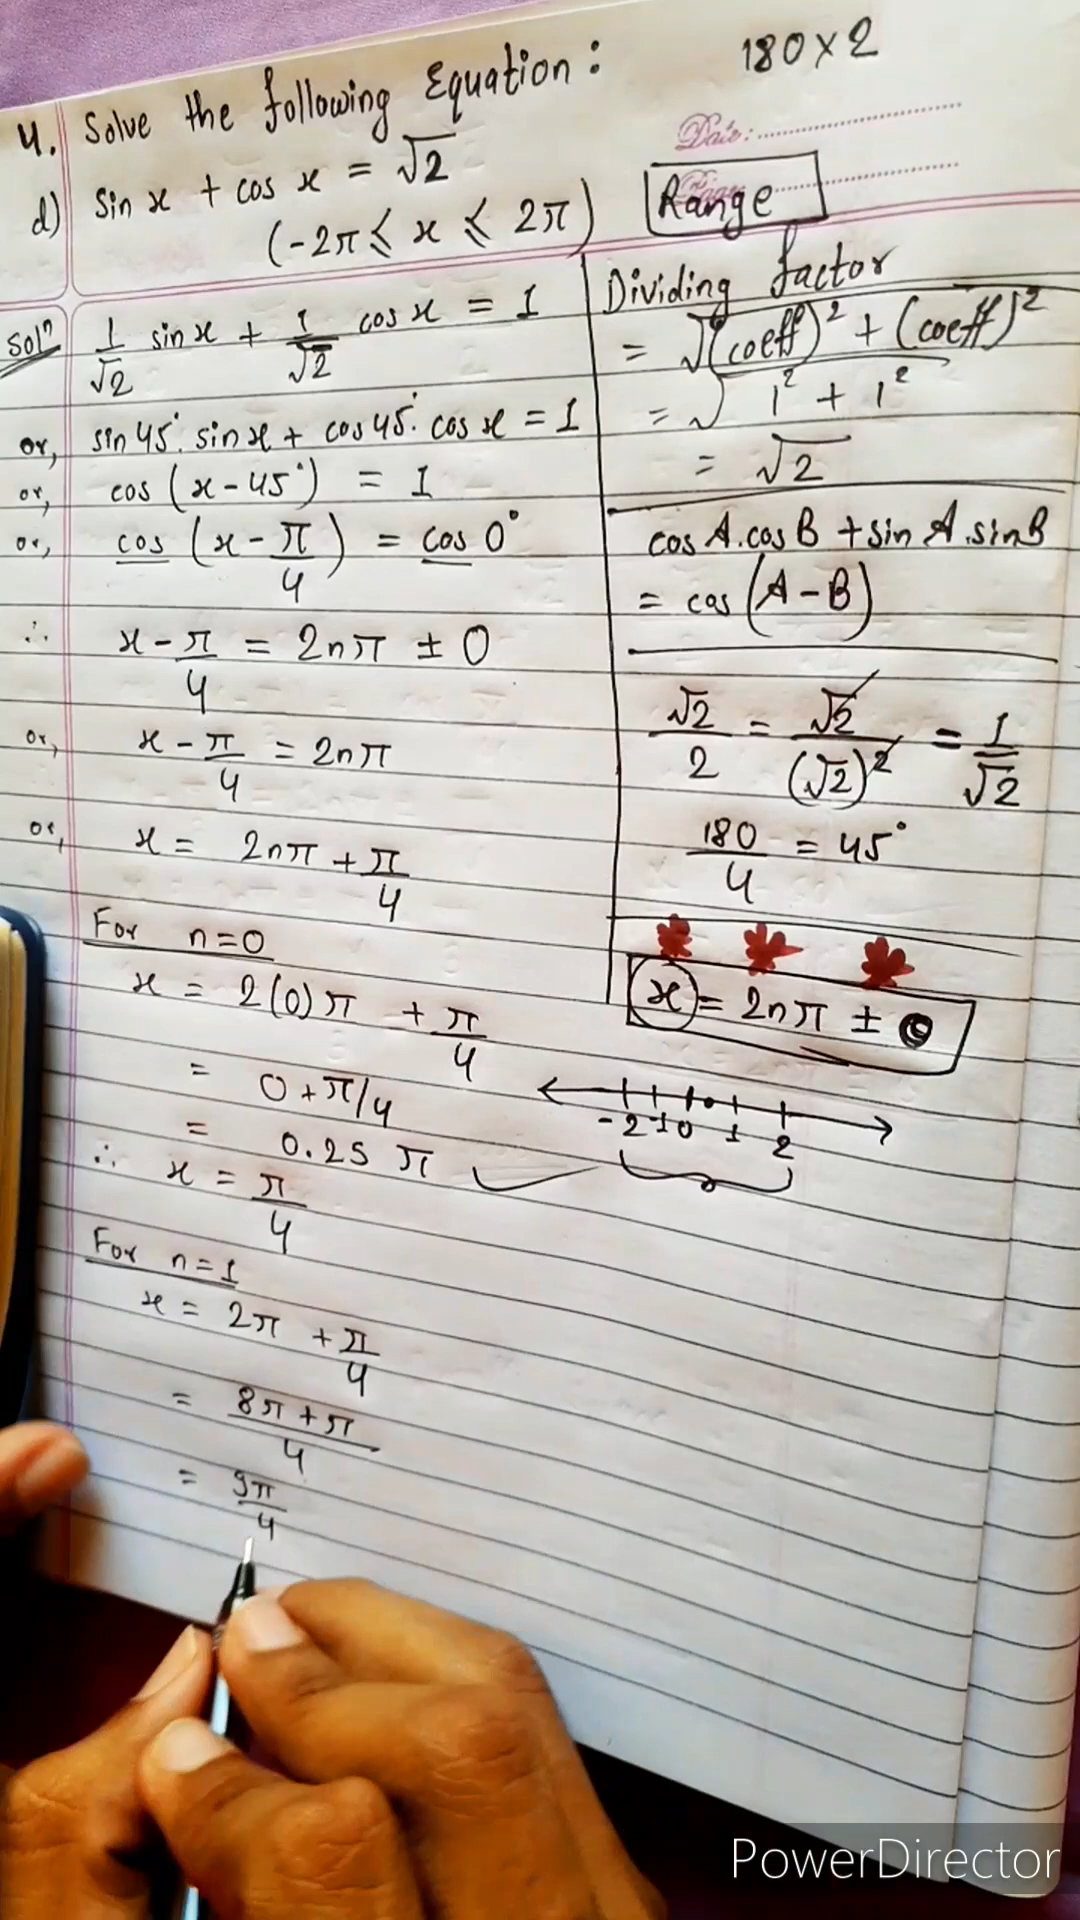 4. Solve the following Equation:
180×2
d) sin x + cos x = √2
(-2π ≤ x ≤ 2π)
Date:
Range
Solⁿ 1/√2 sin x + 1/√2 cos x = 1
or, sin45°. sin x + cos45°. cos x = 1
or, cos (x - 45°) = 1
or, cos (x - π/4) = cos 0°
∴ x - π/4 = 2nπ ± 0
or, x - π/4 = 2nπ
or, x = 2nπ + π/4
For n=0
x = 2(0)π + π/4
= 0 + π/4
= 0.25 π
∴ x = π/4
For n=1
x = 2π + π/4
= 8π + π/4
= 9π/4
Dividing factor
= √(coeff)² + (coeff)²
= √1² + 1²
= √2
cos A. cos B + sin A. sin B
= cos (A - B)
√2/2 = √2/(√2)² = 1/√2
180/4 = 45°
x = 2nπ ±
-2 -1 0 1 2
PowerDirector